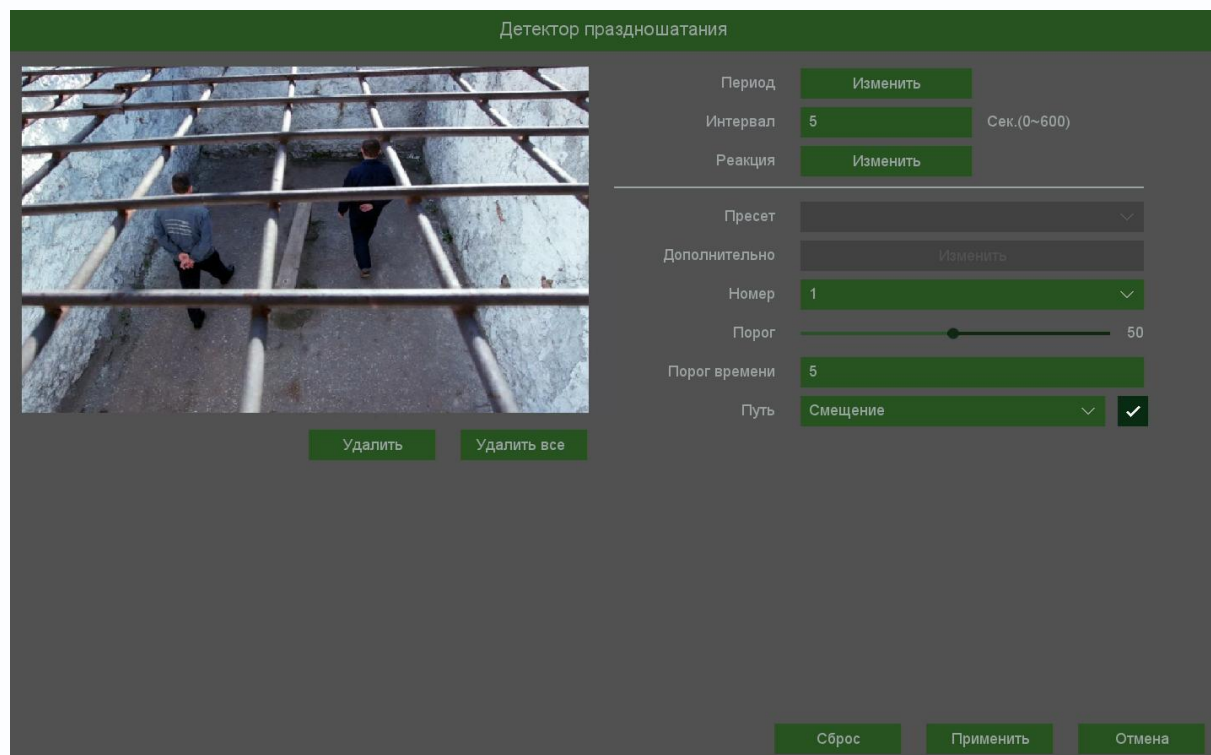 Детектор праздношатания
Период Изменить
Интервал 5 Сек.(0~600)
Реакция Изменить
Пресет
Дополнительно Изменить
Номер 1
Порог 50
Порог времени 5
Путь Смещение
Удалить Удалить все
Сброс Применить Отмена